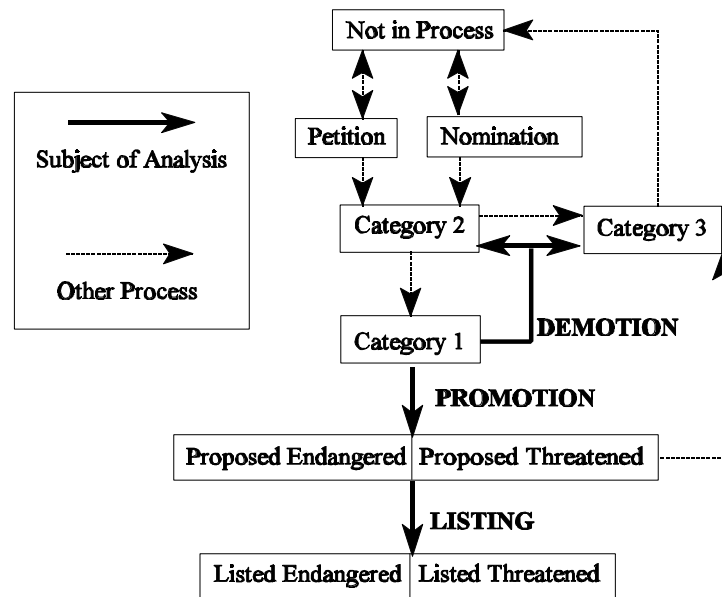 Not in Process
Petition
Nomination
Subject of Analysis
Category 2
Category 3
Other Process
DEMOTION
Category 1
PROMOTION
Proposed Endangered
Proposed Threatened
LISTING
Listed Endangered
Listed Threatened